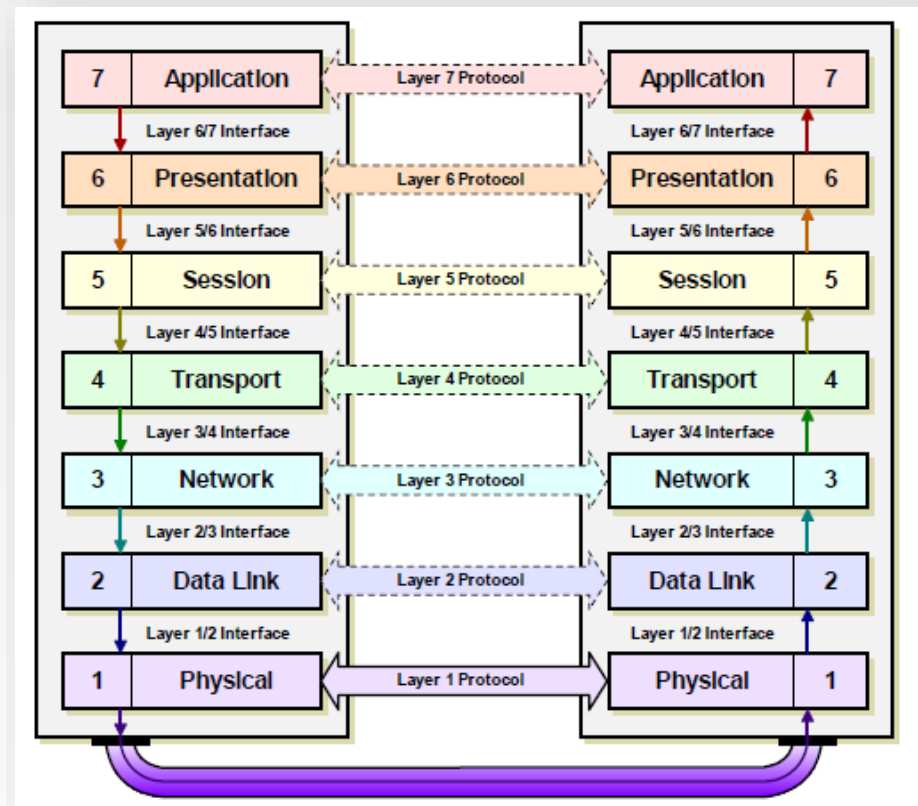 7 Application Layer 7 Protocol Application 7
Layer 6/7 Interface Layer 6/7 Interface
6 Presentation Layer 6 Protocol Presentation 6
Layer 5/6 Interface Layer 5/6 Interface
5 Session Layer 5 Protocol Session 5
Layer 4/5 Interface Layer 4/5 Interface
4 Transport Layer 4 Protocol Transport 4
Layer 3/4 Interface Layer 3/4 Interface
3 Network Layer 3 Protocol Network 3
Layer 2/3 Interface Layer 2/3 Interface
2 Data Link Layer 2 Protocol Data Link 2
Layer 1/2 Interface Layer 1/2 Interface
1 Physical Layer 1 Protocol Physical 1